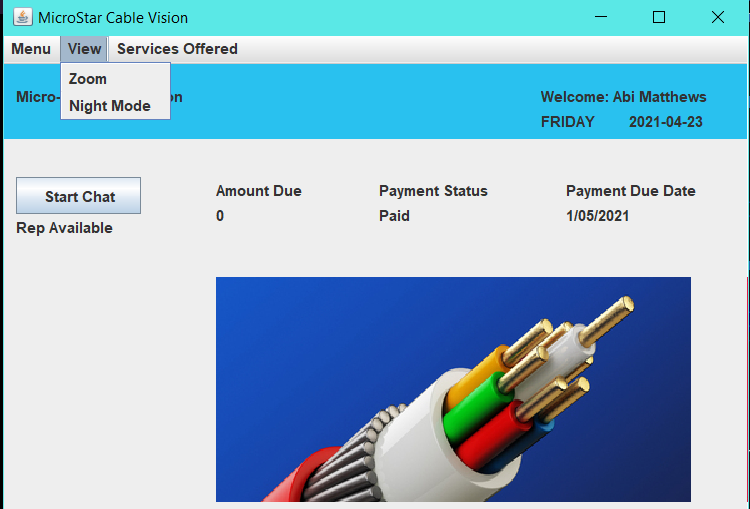 MicroStar Cable Vision
Menu View Services Offered
Zoom
Night Mode
Micro- on
Welcome: Abi Matthews
FRIDAY 2021-04-23
Start Chat
Rep Available
Amount Due Payment Status Payment Due Date
0 Paid 1/05/2021